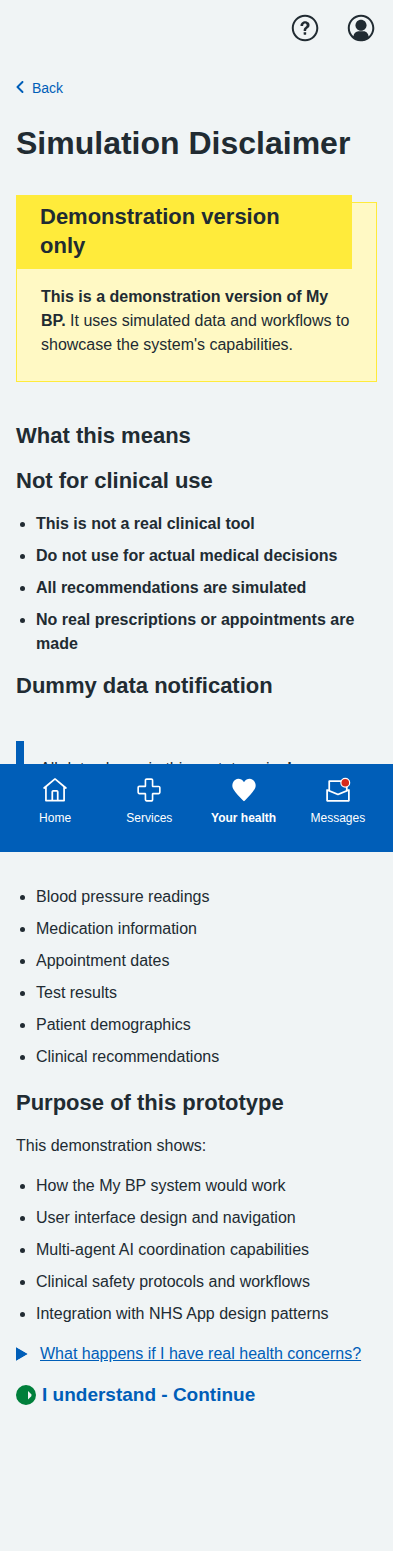 Back
Simulation Disclaimer
Demonstration version
only
This is a demonstration version of My
BP. It uses simulated data and workflows to
showcase the system's capabilities.
What this means
Not for clinical use
This is not a real clinical tool
Do not use for actual medical decisions
All recommendations are simulated
No real prescriptions or appointments are
made
Dummy data notification
Home
Services
Your health
Messages
Blood pressure readings
Medication information
Appointment dates
Test results
Patient demographics
Clinical recommendations
Purpose of this prototype
This demonstration shows:
How the My BP system would work
User interface design and navigation
Multi-agent AI coordination capabilities
Clinical safety protocols and workflows
Integration with NHS App design patterns
What happens if I have real health concerns?
I understand - Continue